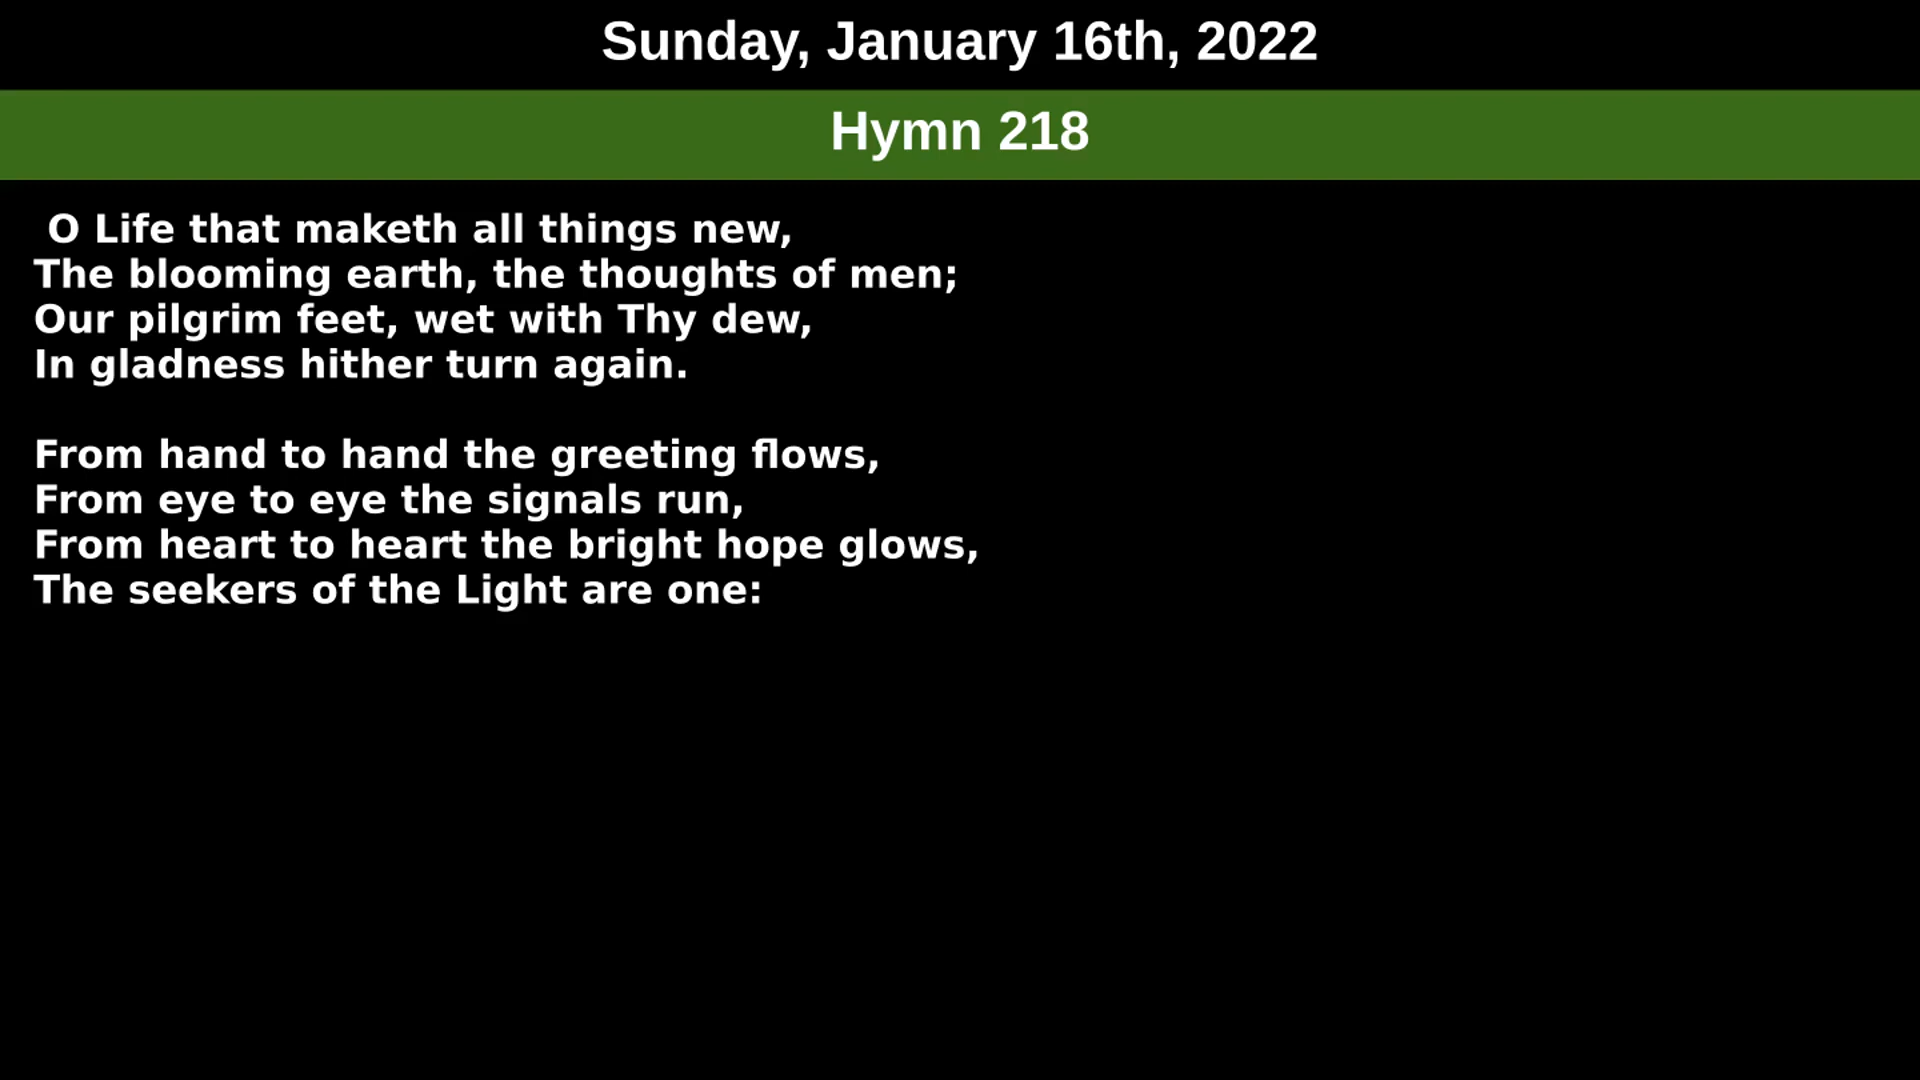 Sunday, January 16th, 2022
Hymn 218
O Life that maketh all things new,
The blooming earth, the thoughts of men;
Our pilgrim feet, wet with Thy dew,
In gladness hither turn again.
From hand to hand the greeting flows,
From eye to eye the signals run,
From heart to heart the bright hope glows,
The seekers of the Light are one: